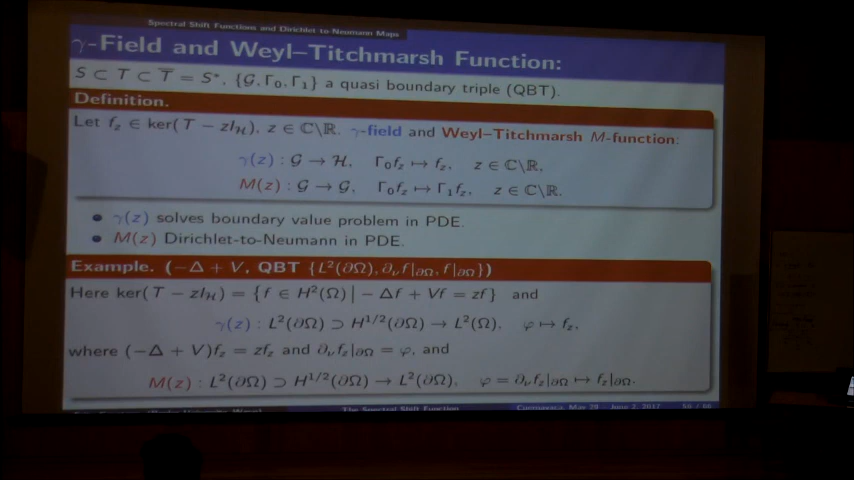 Spectral Shift Functions and Dirichlet-to-Neumann Maps
γ-Field and Weyl–Titchmarsh Function:
S ⊂ T ⊂ T̅ = S*, {𝒢, Γ₀, Γ₁} a quasi boundary triple (QBT).
Definition.
Let f_z ∈ ker(T − zI_ℋ), z ∈ ℂ\ℝ. γ-field and Weyl–Titchmarsh M-function:
γ(z) : 𝒢 → ℋ, Γ₀f_z ↦ f_z, z ∈ ℂ\ℝ,
M(z) : 𝒢 → 𝒢, Γ₀f_z ↦ Γ₁f_z, z ∈ ℂ\ℝ.
• γ(z) solves boundary value problem in PDE.
• M(z) Dirichlet-to-Neumann in PDE.
Example. (−Δ + V, QBT {L²(∂Ω), ∂_νf|∂Ω, f|∂Ω})
Here ker(T − zI_ℋ) = {f ∈ H²(Ω) | − Δf + Vf = zf} and
γ(z) : L²(∂Ω) ⊃ H^{1/2}(∂Ω) → L²(Ω), φ ↦ f_z,
where (−Δ + V)f_z = zf_z and ∂_νf_z|∂Ω = φ, and
M(z) : L²(∂Ω) ⊃ H^{1/2}(∂Ω) → L²(∂Ω), φ = ∂_νf_z|∂Ω ↦ f_z|∂Ω.
The Spectral Shift Function
2017